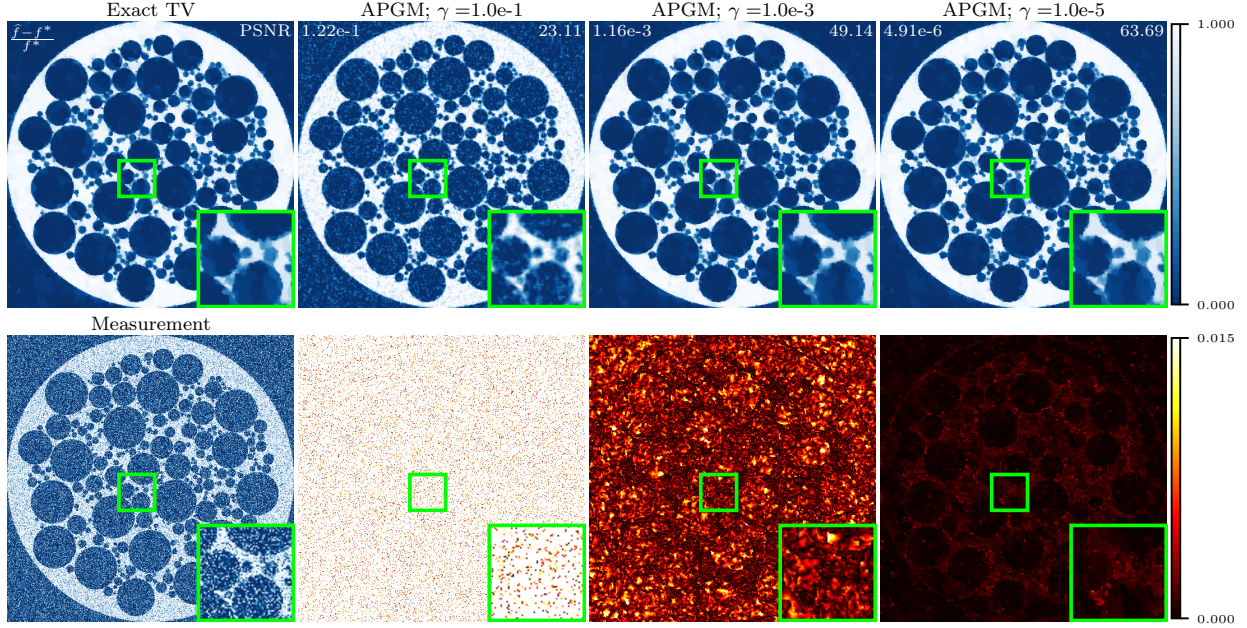 Exact TV
APGM; γ =1.0e-1
APGM; γ =1.0e-3
APGM; γ =1.0e-5
f̂−f*
f*
PSNR
1.22e-1
23.11
1.16e-3
49.14
4.91e-6
63.69
1.000
0.000
Measurement
0.015
0.000